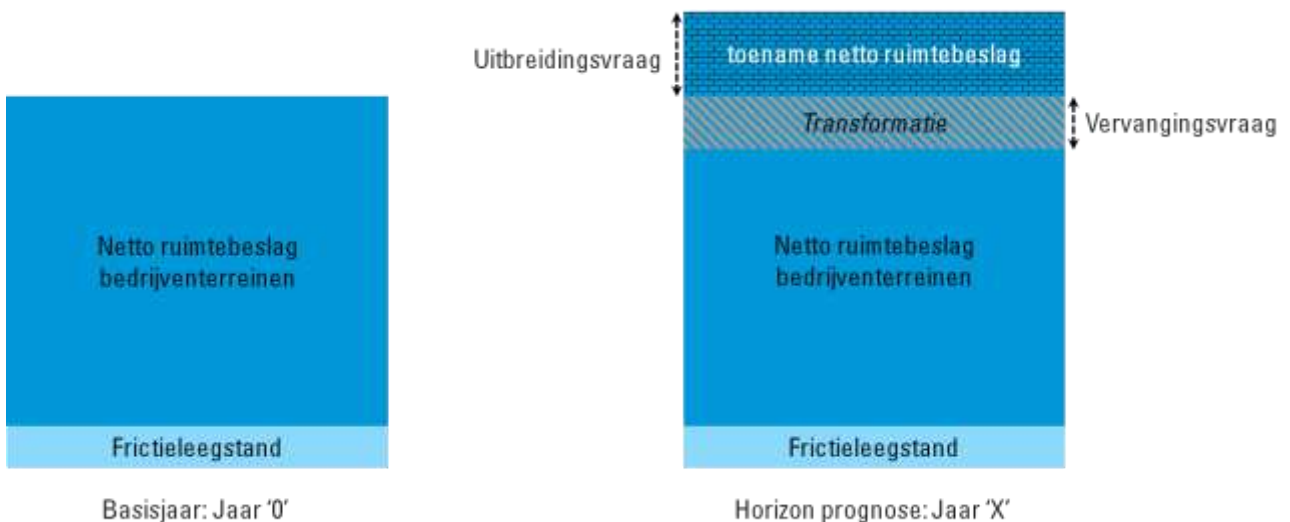 Uitbreidingsvraag
toename netto ruimtebeslag
Transformatie
Vervangingsvraag
Netto ruimtebeslag
bedrijventerreinen
Netto ruimtebeslag
bedrijventerreinen
Frictieleegstand
Frictieleegstand
Basisjaar: Jaar ‘0’
Horizon prognose: Jaar ‘X’